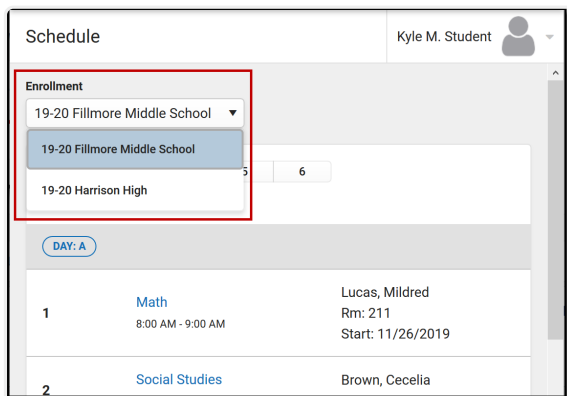 Schedule
Kyle M. Student
Enrollment
19-20 Fillmore Middle School
19-20 Fillmore Middle School
19-20 Harrison High
6
DAY: A
1
Math
8:00 AM - 9:00 AM
Lucas, Mildred
Rm: 211
Start: 11/26/2019
2
Social Studies
Brown, Cecelia